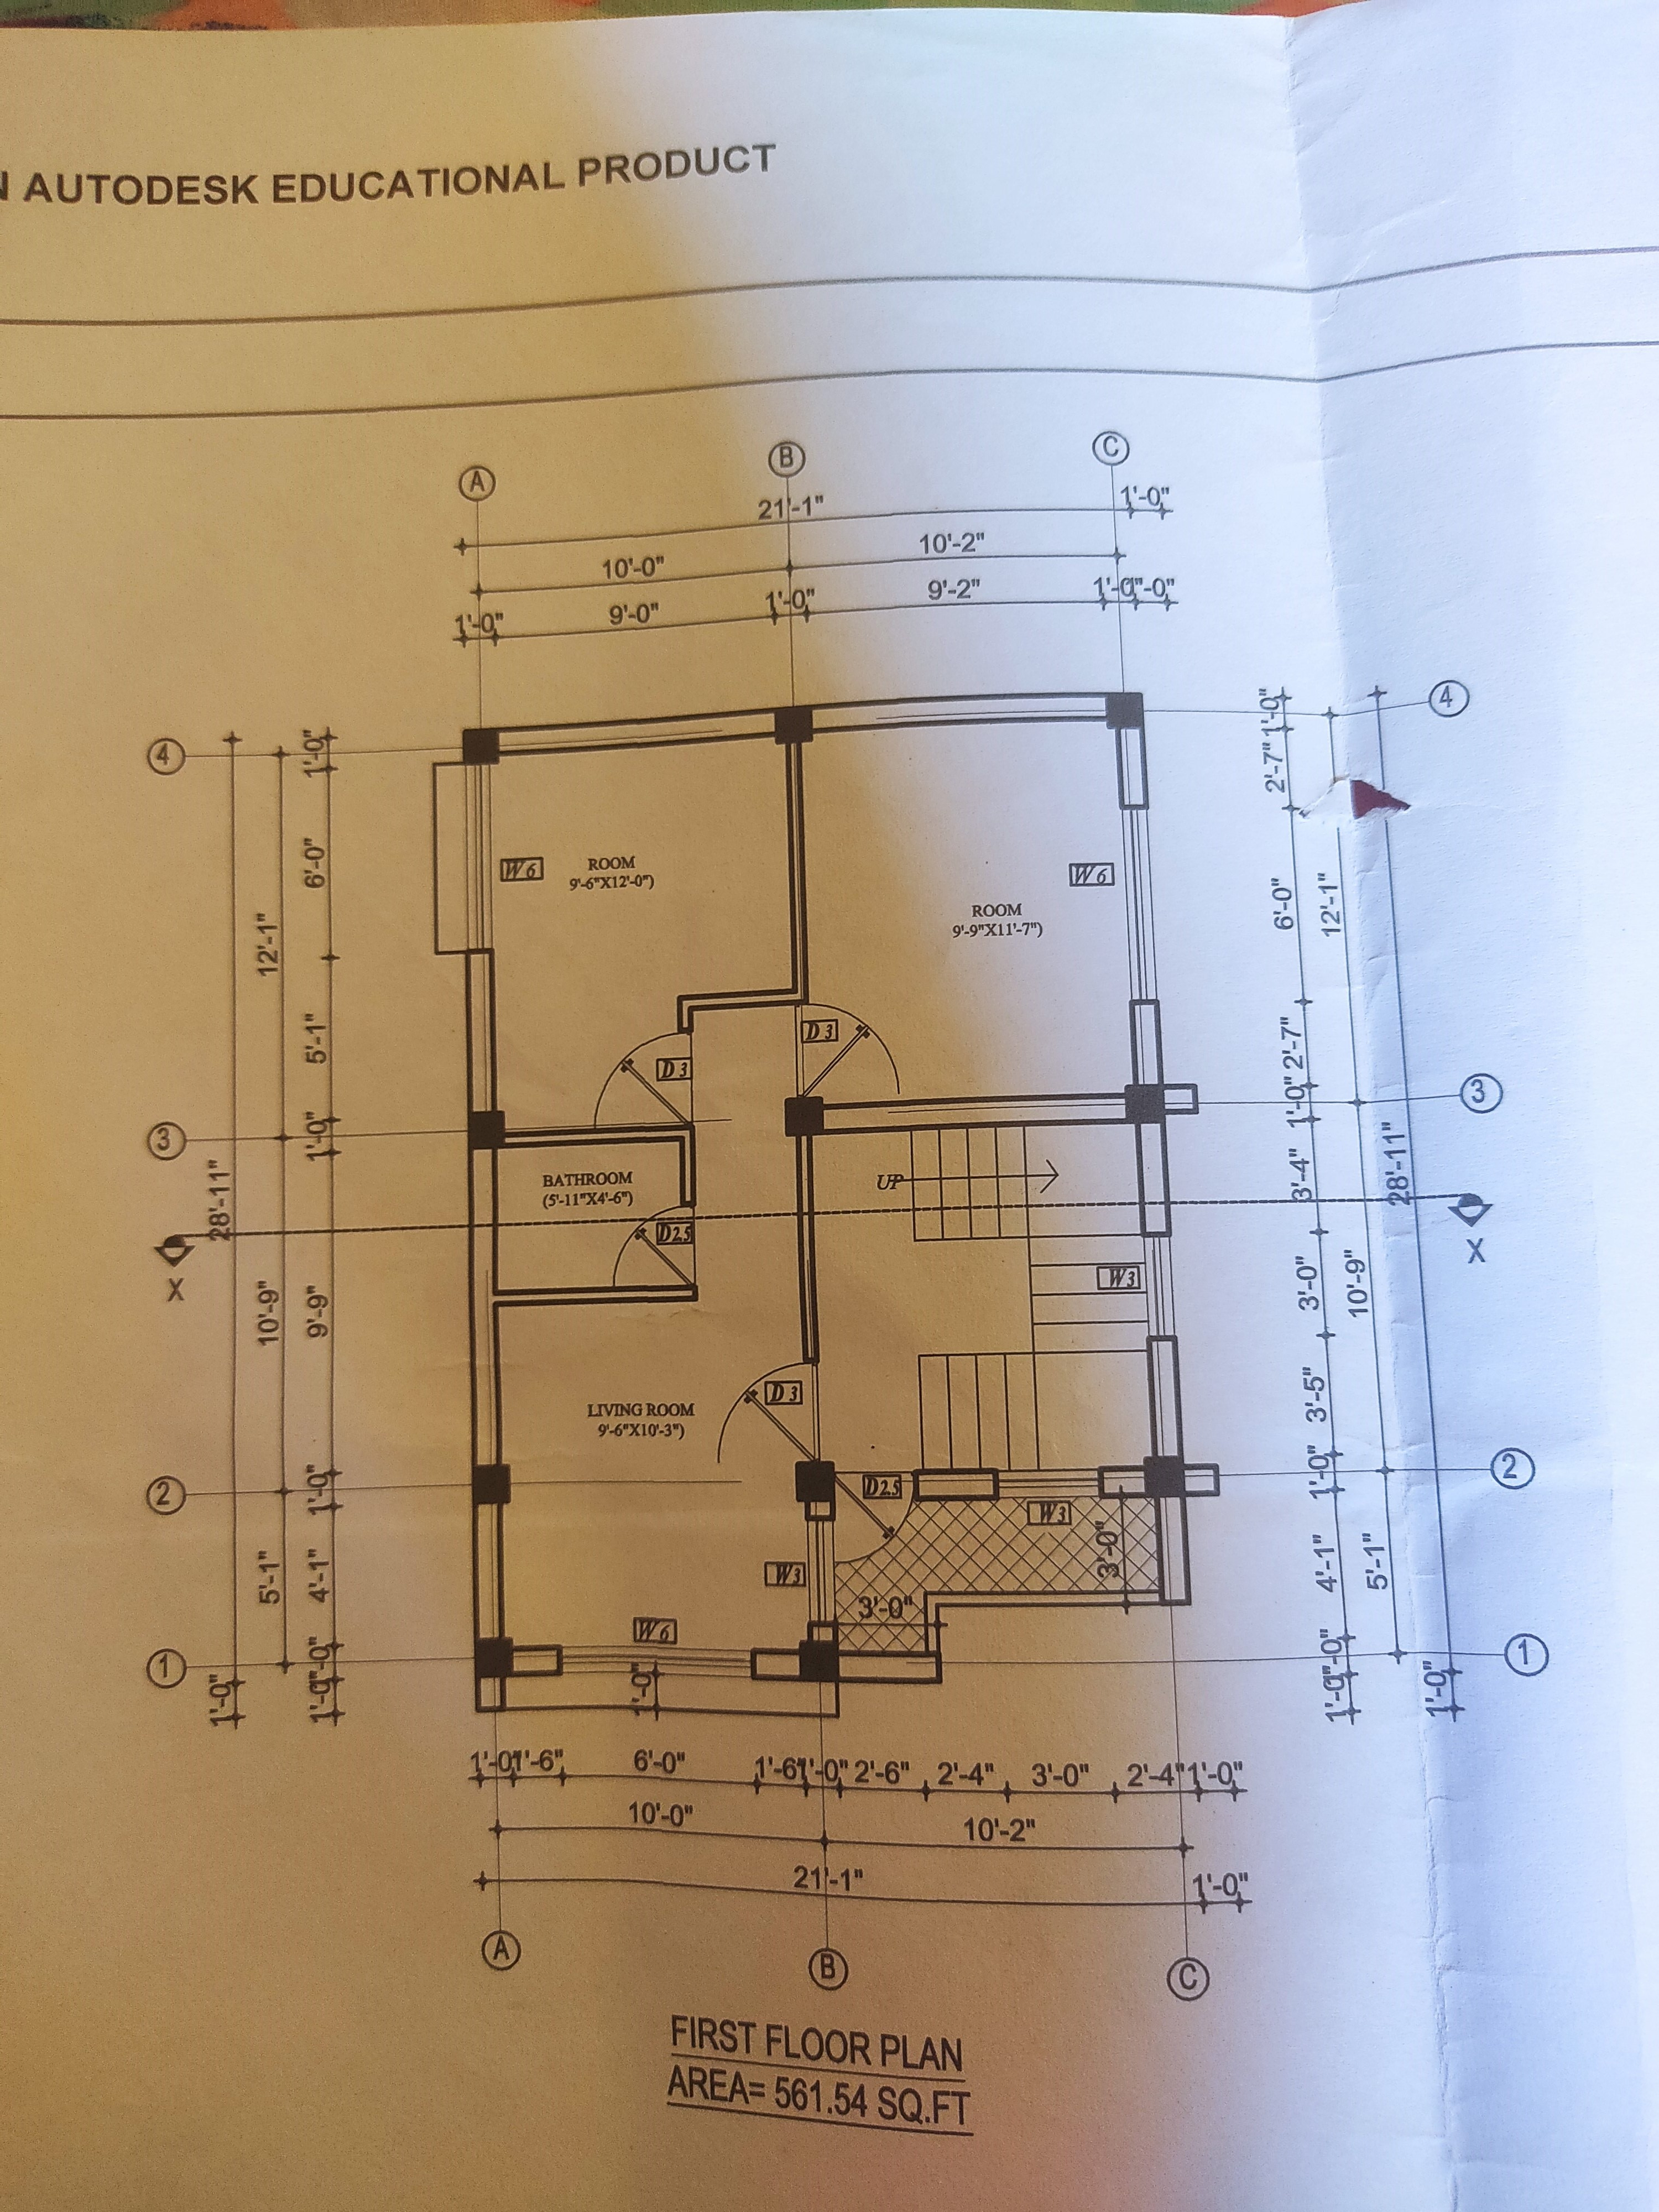 N AUTODESK EDUCATIONAL PRODUCT
A
B
C
21'-1"
1'-0"
10'-0"
10'-2"
1'-0"
9'-0"
1'-0"
9'-2"
1'-0"
1'-0"
4
4
1'-0"
6'-0"
12'-1"
5'-1"
1'-0"
3
28'-11"
X
10'-9"
9'-9"
2
1'-0"
5'-1"
4'-1"
1
1'-0"
1'-0"
1'-0"
W6
ROOM
9'-6"X12'-0")
W6
ROOM
9'-9"X11'-7")
D3
D3
BATHROOM
(5'-11"X4'-6")
UP
D2.5
W3
D3
LIVING ROOM
9'-6"X10'-3")
D2.5
W3
3'-0"
W3
3'-0"
W6
1'-0"
1'-0"
2'-7"
6'-0"
12'-1"
2'-7"
1'-0"
3
3'-4"
28'-11"
X
3'-0"
10'-9"
3'-5"
1'-0"
2
4'-1"
5'-1"
1'-0"
1
1'-0"
1'-0"
1'-0"
1'-6"
6'-0"
1'-6"
1'-0"
2'-6"
2'-4"
3'-0"
2'-4"
1'-0"
10'-0"
10'-2"
21'-1"
1'-0"
A
B
C
FIRST FLOOR PLAN
AREA= 561.54 SQ.FT